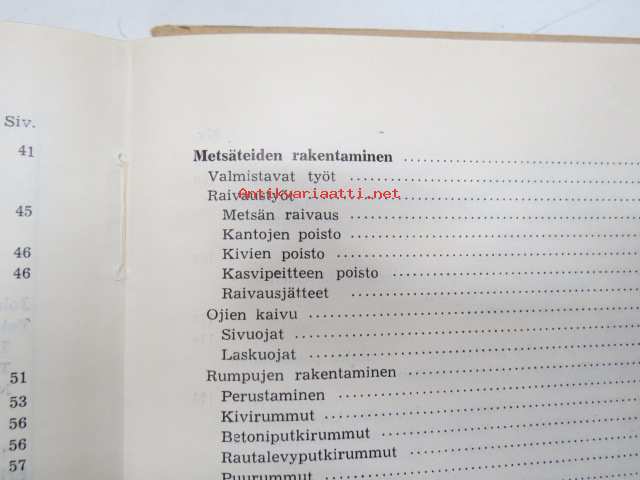 Siv.
41
45
46
46
51
53
56
56
57
Metsäteiden rakentaminen
Valmistavat työt
Raivaustyöt
Antikvariaatti.net
Metsän raivaus
Kantojen poisto
Kivien poisto
Kasvipeitteen poisto
Raivausjätteet
Ojien kaivu
Sivuojat
Laskuojat
Rumpujen rakentaminen
Perustaminen
Kivirummut
Betoniputkirummut
Rautalevyputkirummut
Puurummut